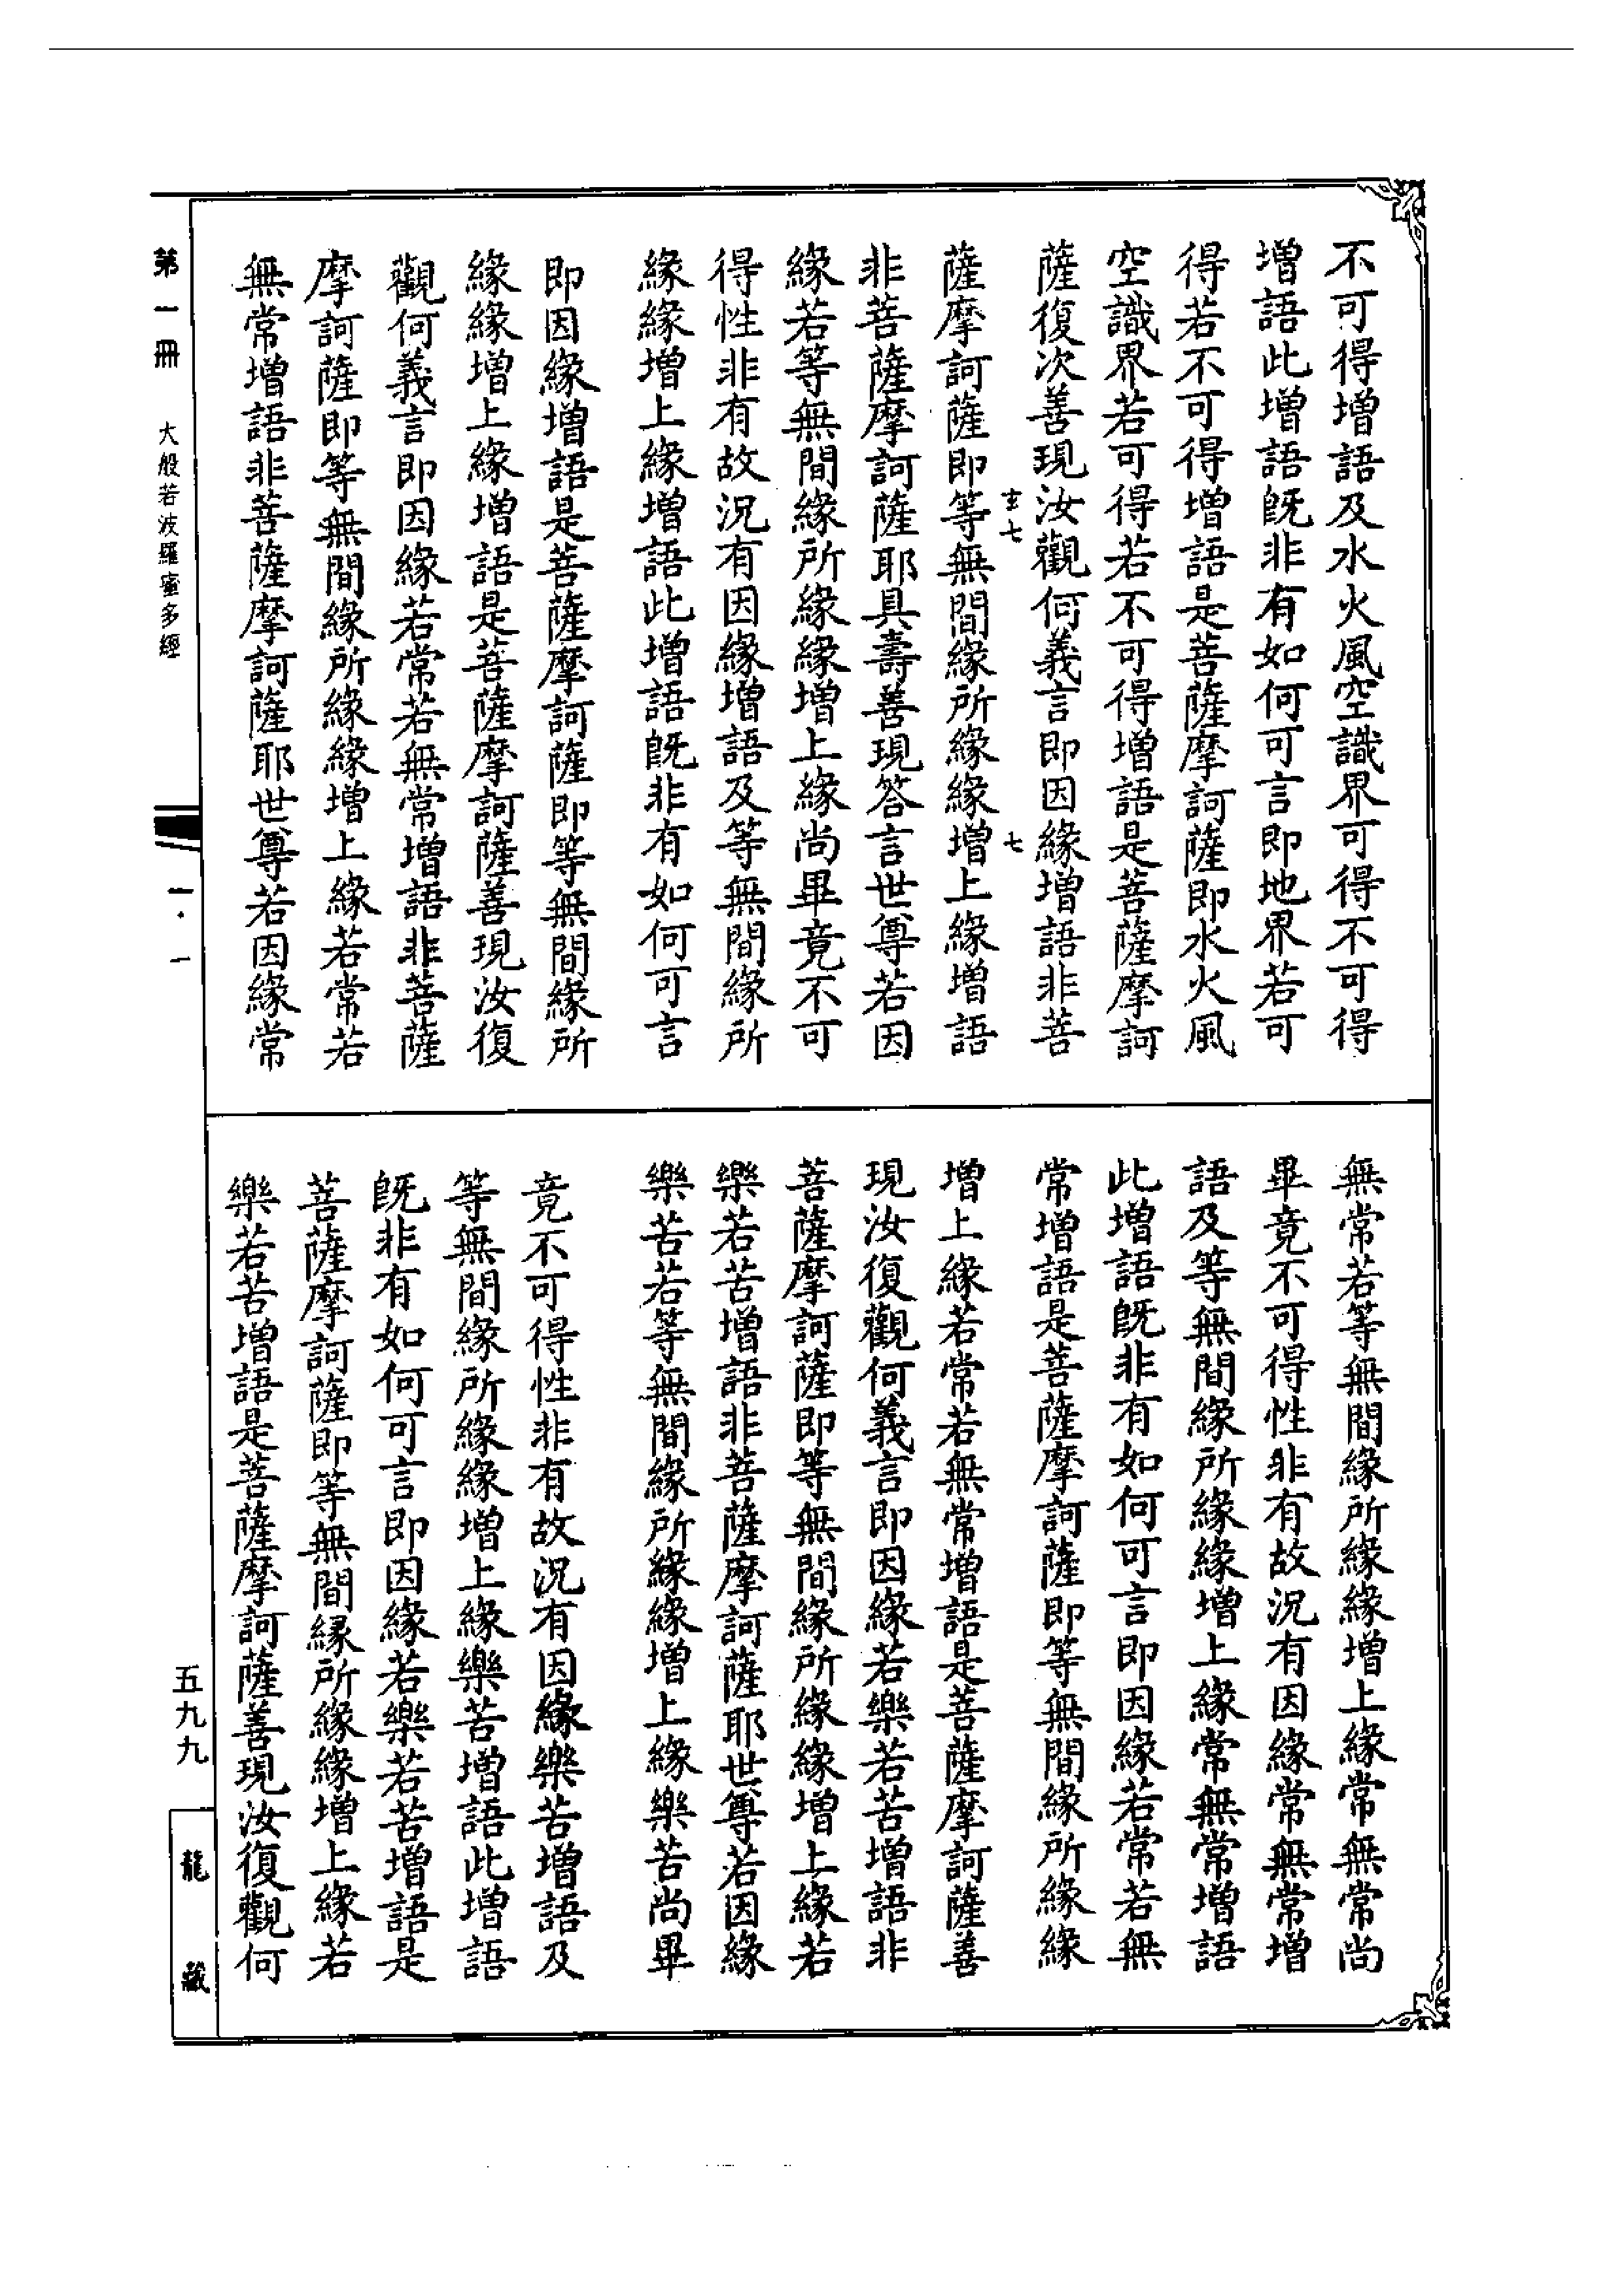 不可得增語及水火風空識界可得不可得
增語此增語旣非有如何可言即地界若可
得若不可得增語是菩薩摩訶薩即水火風
空識界若可得若不可得增語是菩薩摩訶
薩復次善現汝觀何義言即因緣增語非菩
玄七
七
薩摩訶薩即等無間緣所緣緣增上緣增語
非菩薩摩訶薩耶具壽善現答言世尊若因
緣若等無間緣所緣緣增上緣尚畢竟不可
得性非有故況有因緣增語及等無間緣所
緣緣增上緣增語此增語旣非有如何可言
即因緣增語是菩薩摩訶薩即等無間緣所
緣緣增上緣增語是菩薩摩訶薩善現汝復
觀何義言即因緣若常若無常增語非菩薩
摩訶薩即等無間緣所緣緣增上緣若常若
無常增語非菩薩摩訶薩耶世尊若因緣常
無常若等無間緣所緣緣增上緣常無常尚
畢竟不可得性非有故況有因緣常無常增
語及等無間緣所緣緣增上緣常無常增語
此增語旣非有如何可言即因緣若常若無
常增語是菩薩摩訶薩即等無間緣所緣緣
增上緣若常若無常增語是菩薩摩訶薩善
現汝復觀何義言即因緣若樂若苦增語非
菩薩摩訶薩即等無間緣所緣緣增上緣若
樂若苦增語非菩薩摩訶薩耶世尊若因緣
樂苦若等無間緣所緣緣增上緣樂苦尚畢
竟不可得性非有故況有因緣樂苦增語及
等無間緣所緣緣增上緣樂苦增語此增語
旣非有如何可言即因緣若樂若苦增語是
菩薩摩訶薩即等無間緣所緣緣增上緣若
樂若苦增語是菩薩摩訶薩善現汝復觀何
第一冊 大般若波羅蜜多經
一·一
五九九
龍藏